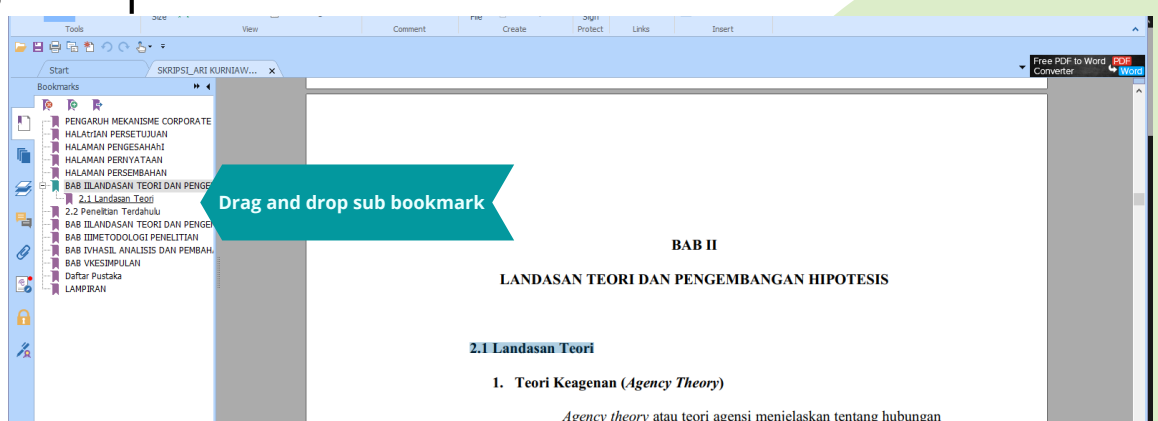 Size
File
Sign
Tools View Comment Create Protect Links Insert
Start SKRIPSI_ARI KURNIAW... x
Free PDF to Word PDF
Converter Word
Bookmarks
PENGARUH MEKANISME CORPORATE
HALAtrIAN PERSETUJUAN
HALAMAN PENGESAHAhI
HALAMAN PERNYATAAN
HALAMAN PERSEMBAHAN
BAB IILANDASAN TEORI DAN PENGE
2.1 Landasan Teori
2.2 Penelitian Terdahulu
BAB IILANDASAN TEORI DAN PENGE
BAB IIIMETODOLOGI PENELITIAN
BAB IVHASIL ANALISIS DAN PEMBAH
BAB VKESIMPULAN
Daftar Pustaka
LAMPIRAN
Drag and drop sub bookmark
BAB II
LANDASAN TEORI DAN PENGEMBANGAN HIPOTESIS
2.1 Landasan Teori
1. Teori Keagenan (Agency Theory)
Agency theory atau teori agensi menjelaskan tentang hubungan